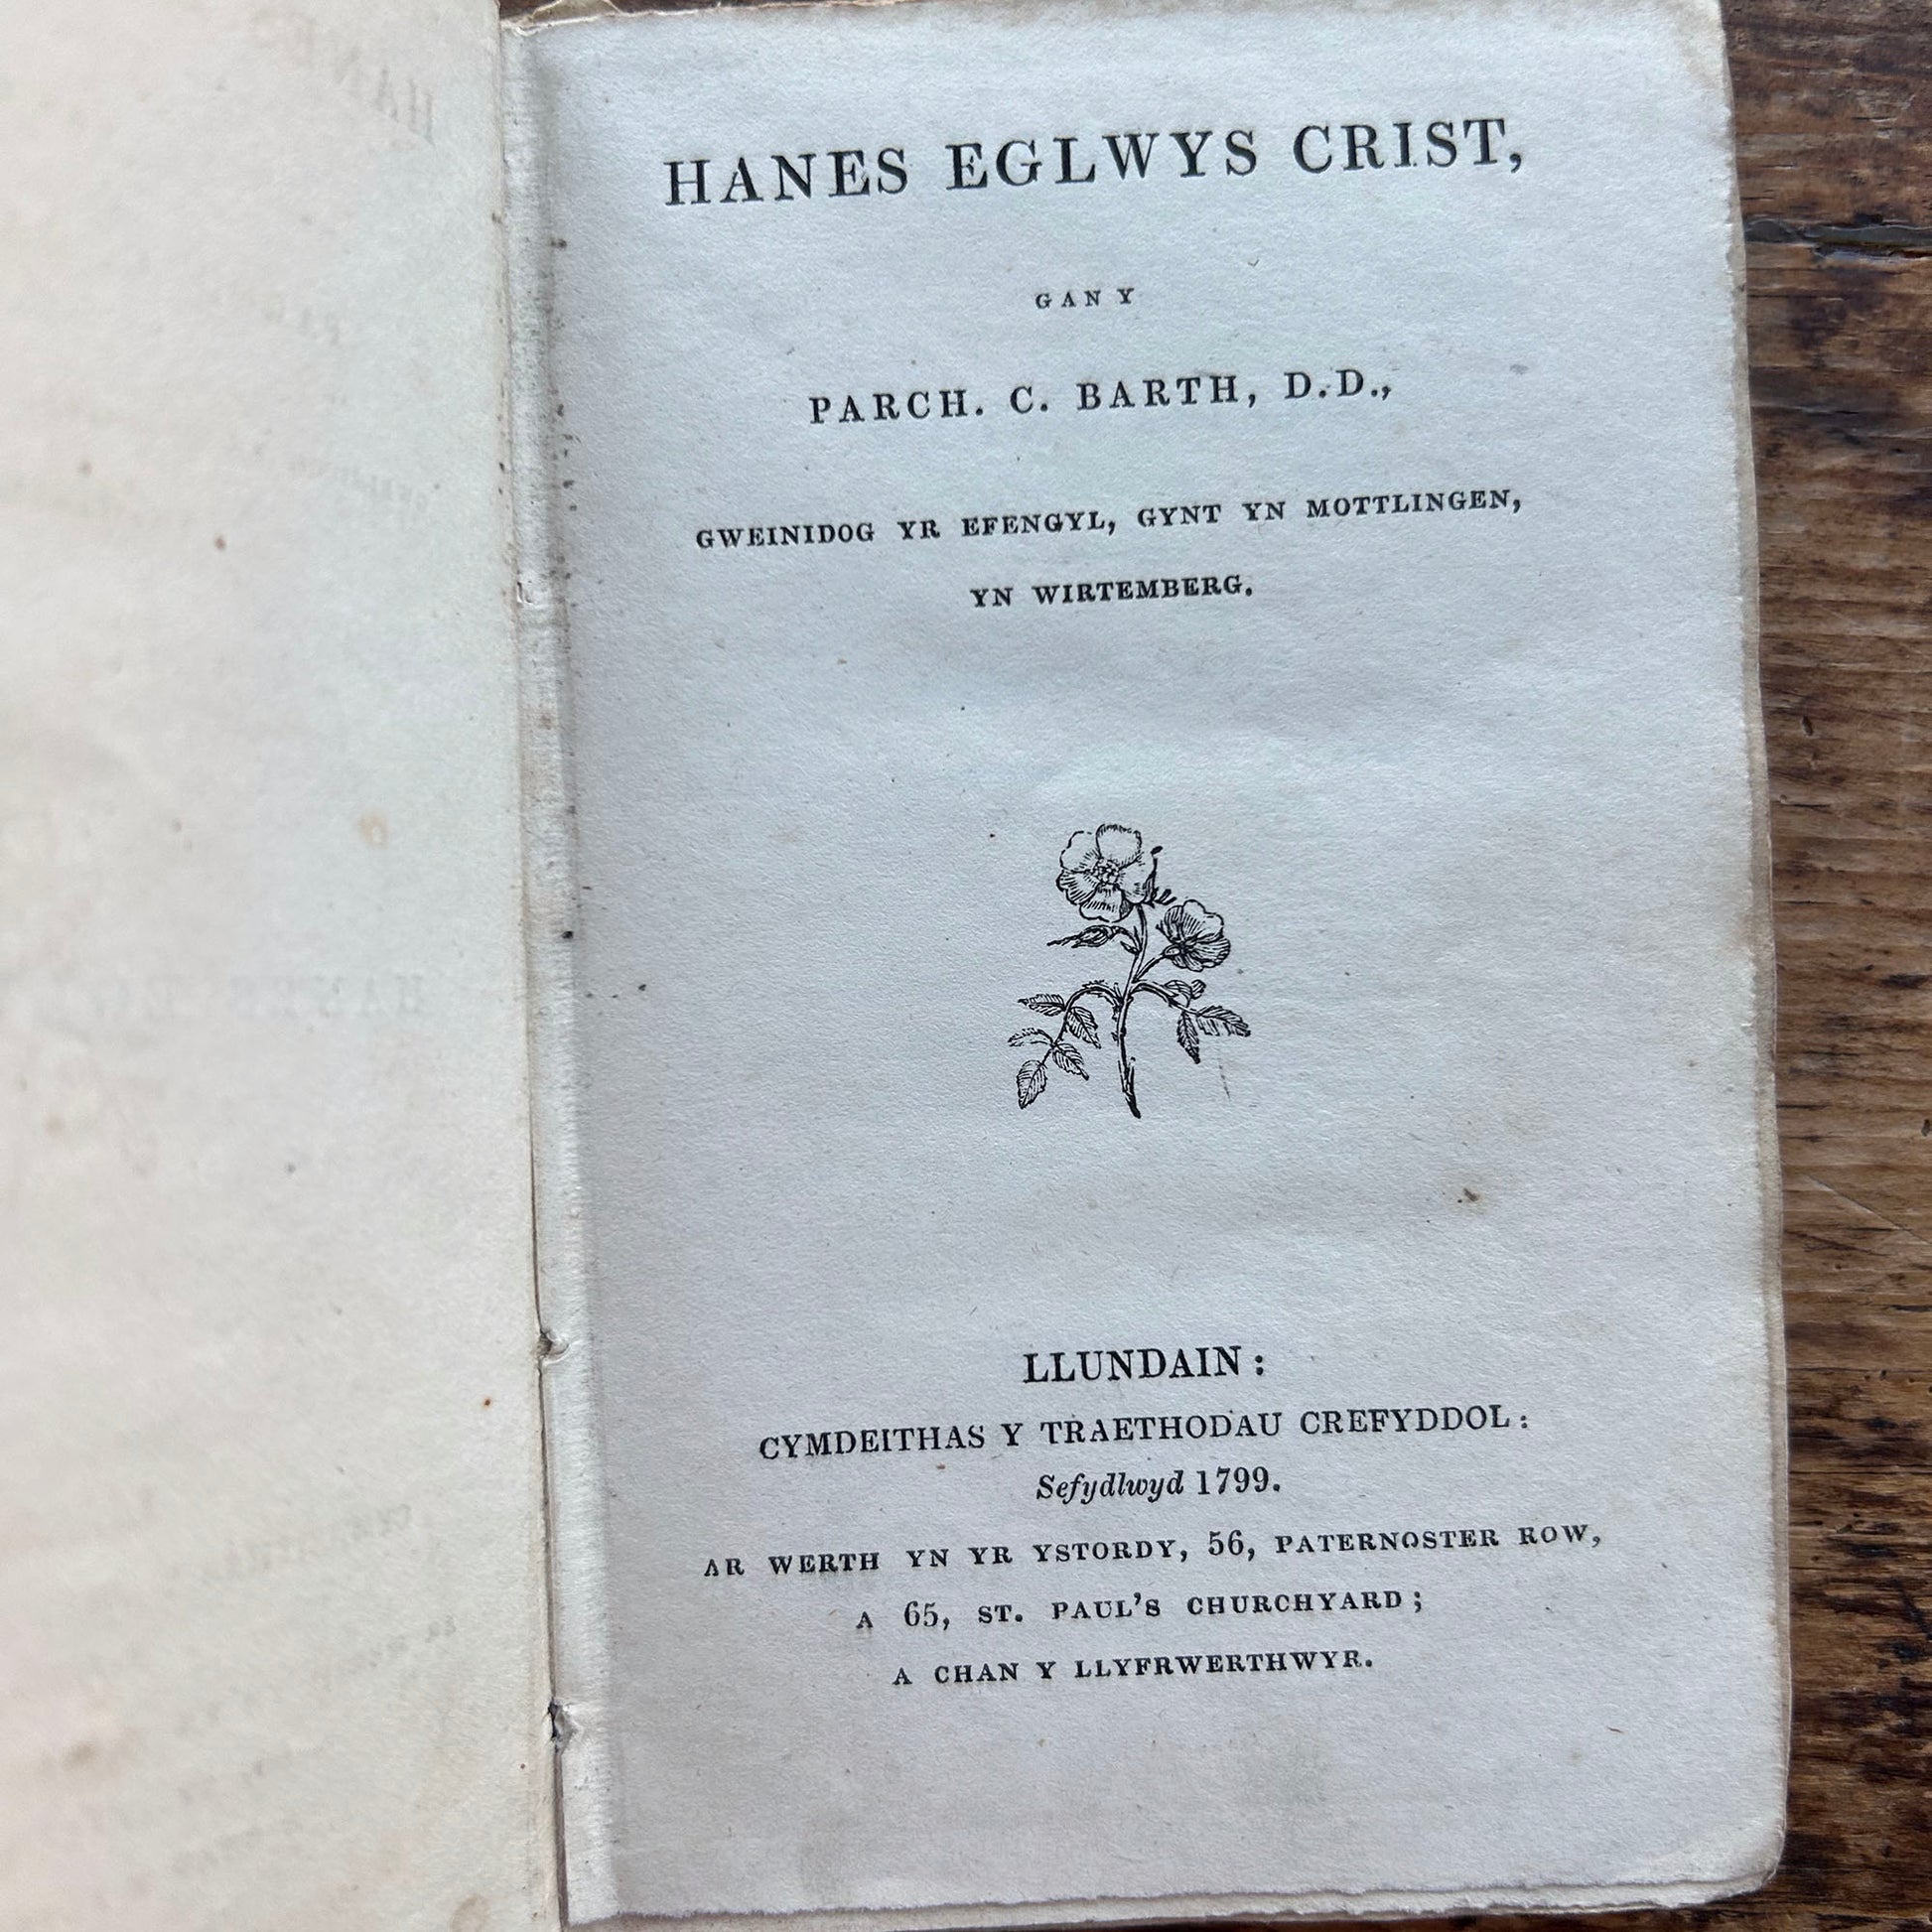 HANES EGLWYS CRIST,
GAN Y
PARCH. C. BARTH, D.D.,
GWEINIDOG YR EFENGYL, GYNT YN MOTTLINGEN,
YN WIRTEMBERG.
LLUNDAIN:
CYMDEITHAS Y TRAETHODAU CREFYDDOL:
Sefydlwyd 1799.
AR WERTH YN YR YSTORDY, 56, PATERNOSTER ROW,
A 65, ST. PAUL'S CHURCHYARD;
A CHAN Y LLYFRWERTHWYR.